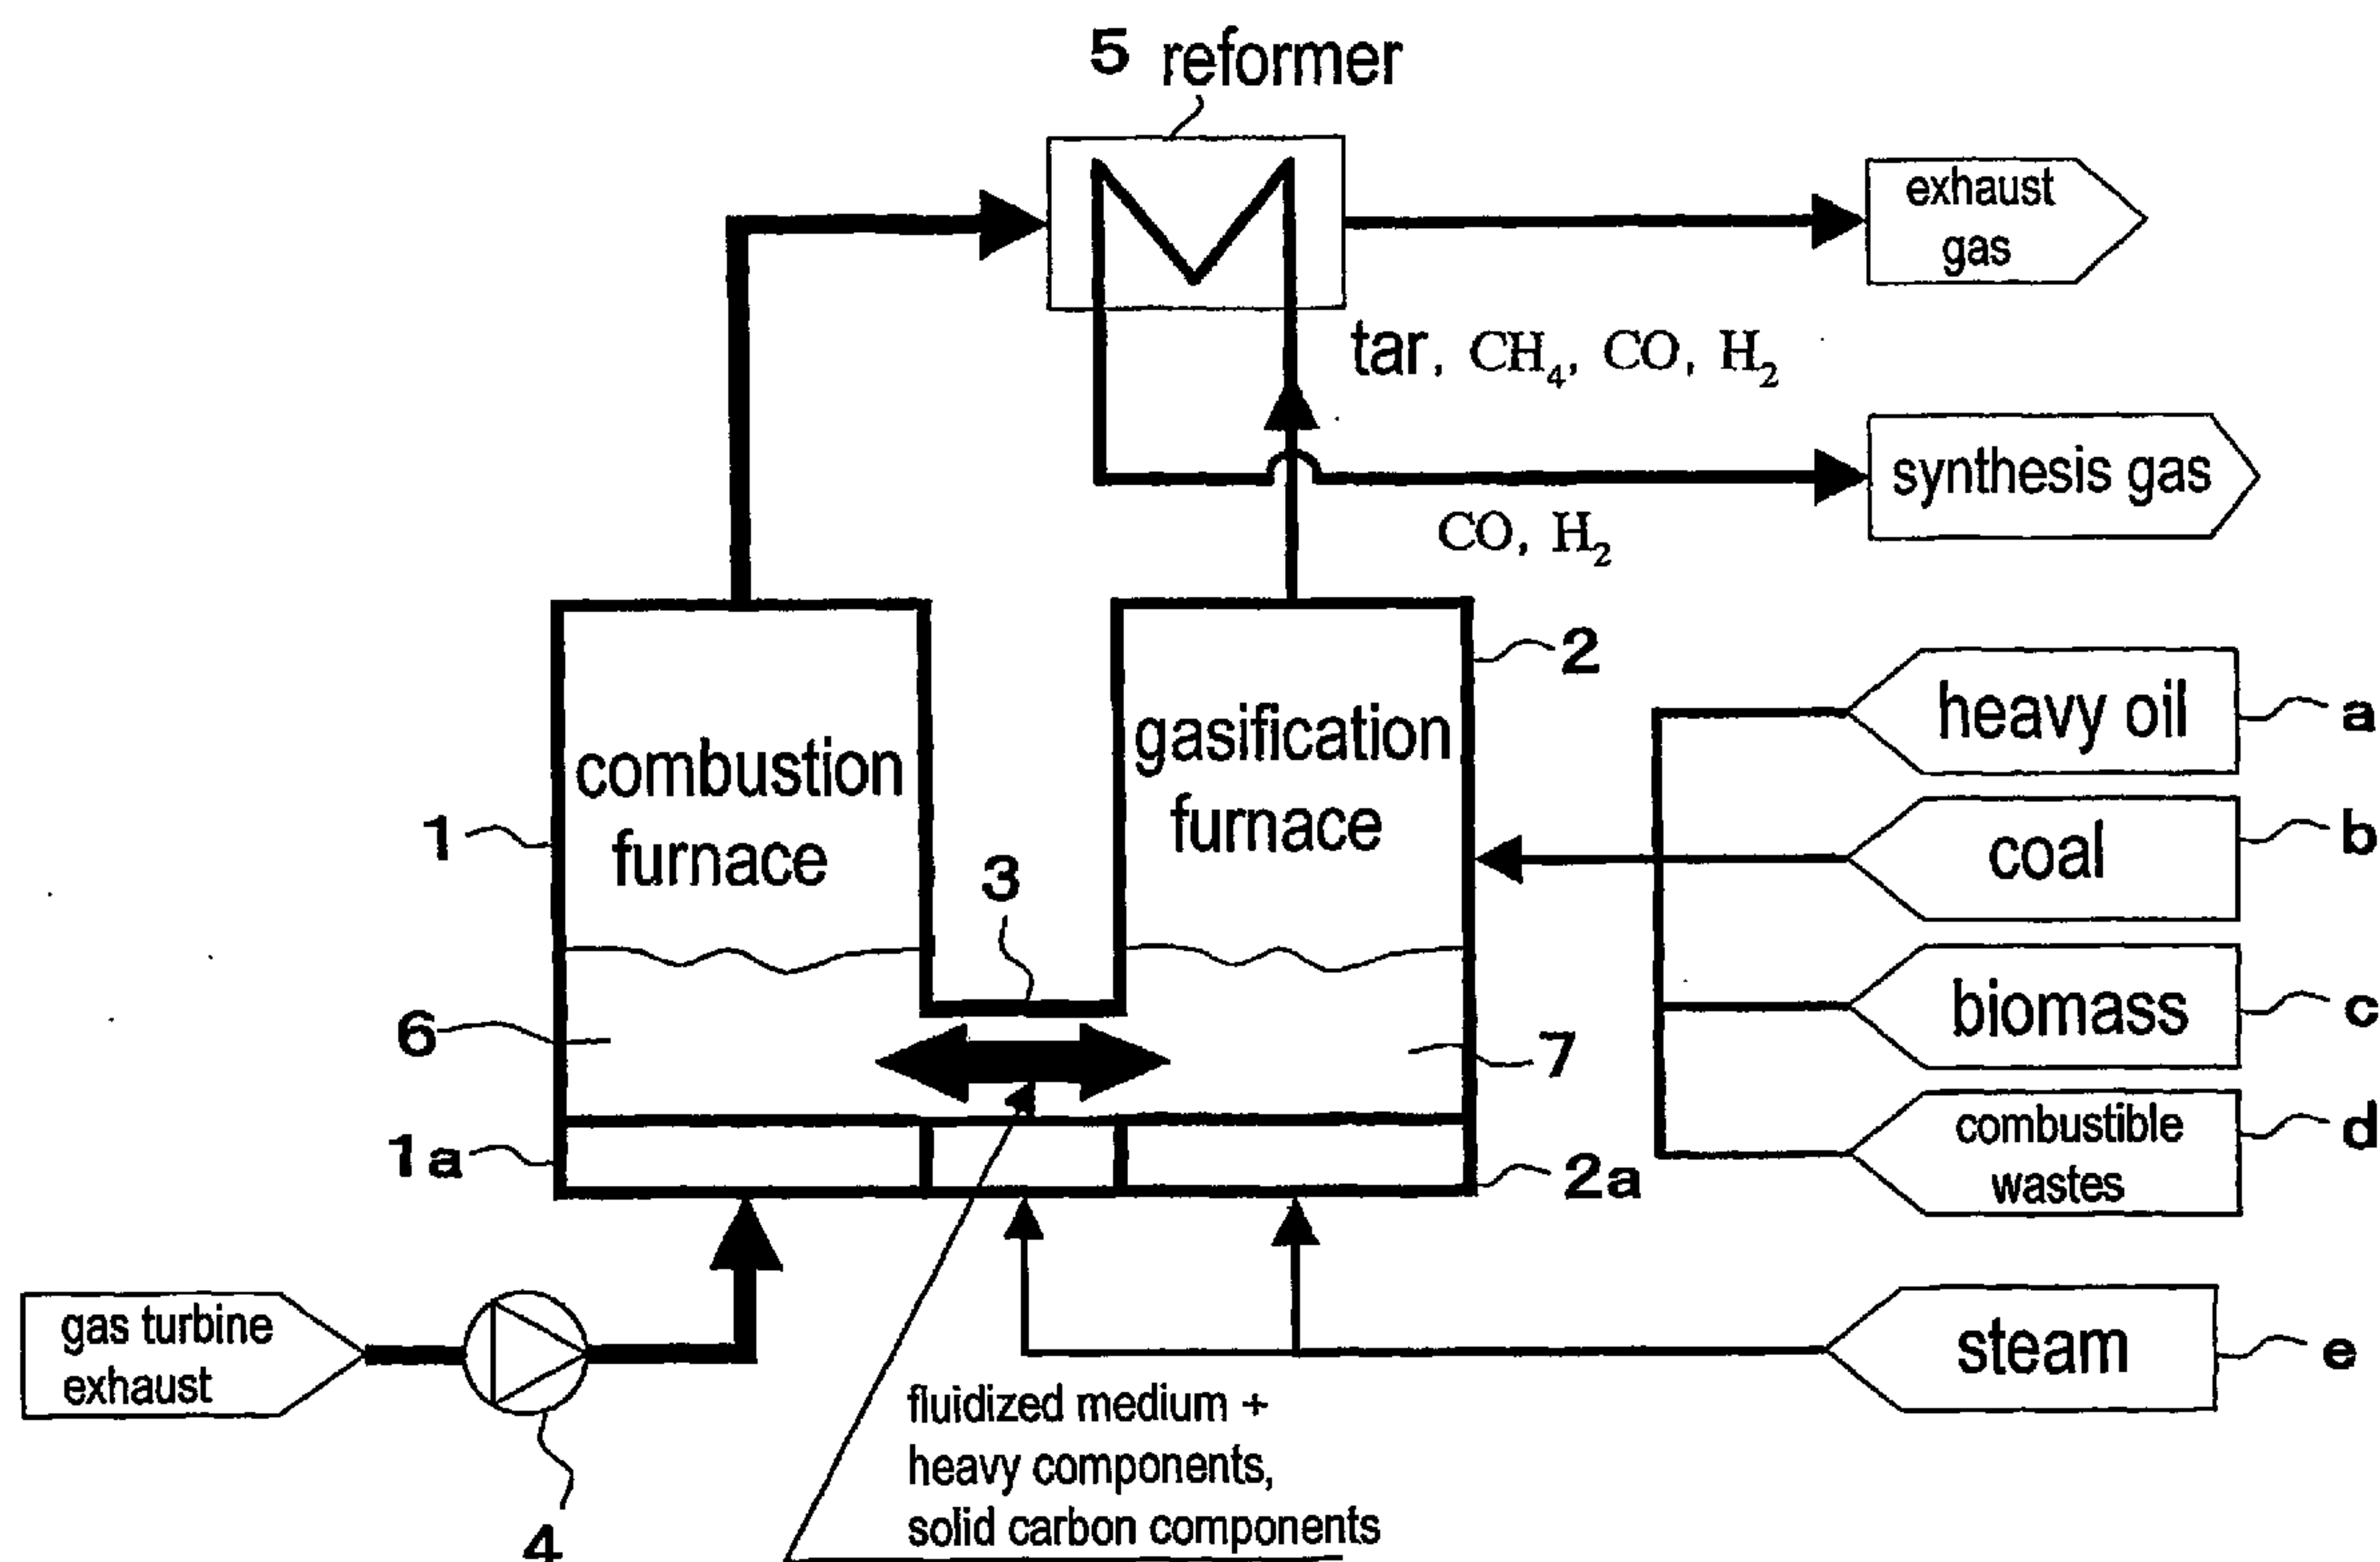 5 reformer
exhaust
gas
tar, CH₄, CO, H₂
synthesis gas
CO, H₂
2
combustion
furnace
gasification
furnace
heavy oil
a
1
3
coal
b
6
7
biomass
c
1a
2a
combustible
wastes
d
gas turbine
exhaust
steam
e
4
fluidized medium +
heavy components,
solid carbon components